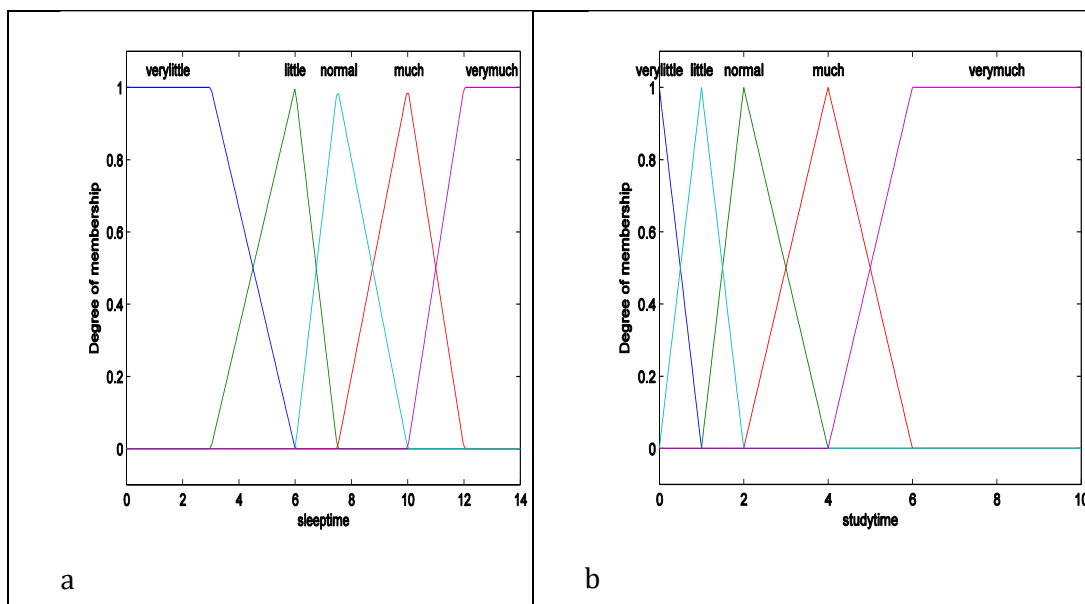 verylittle little normal much verymuch
1
0.8
0.6
0.4
0.2
0
Degree of membership
0 2 4 6 8 10 12 14
sleeptime
a
verylittle little normal much verymuch
1
0.8
0.6
0.4
0.2
0
Degree of membership
0 2 4 6 8 10
studytime
b